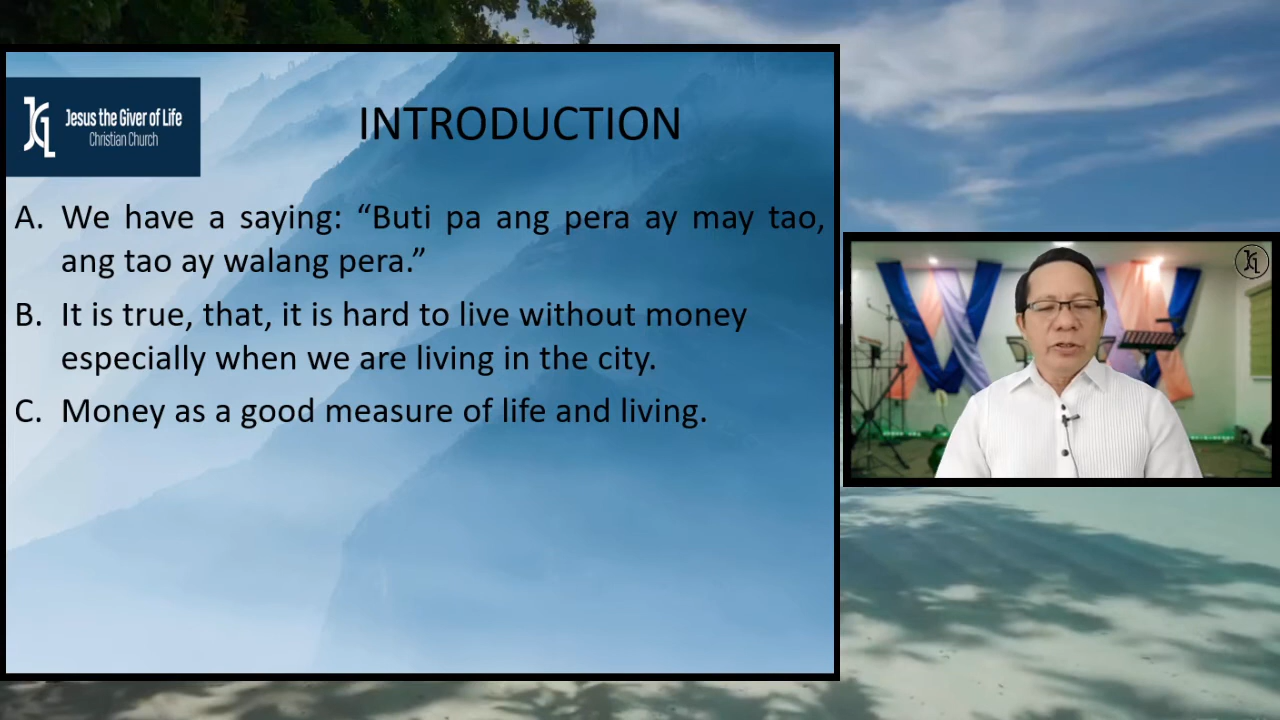 Jesus the Giver of Life
Christian Church
INTRODUCTION
A. We have a saying: “Buti pa ang pera ay may tao,
ang tao ay walang pera.”
B. It is true, that, it is hard to live without money
especially when we are living in the city.
C. Money as a good measure of life and living.